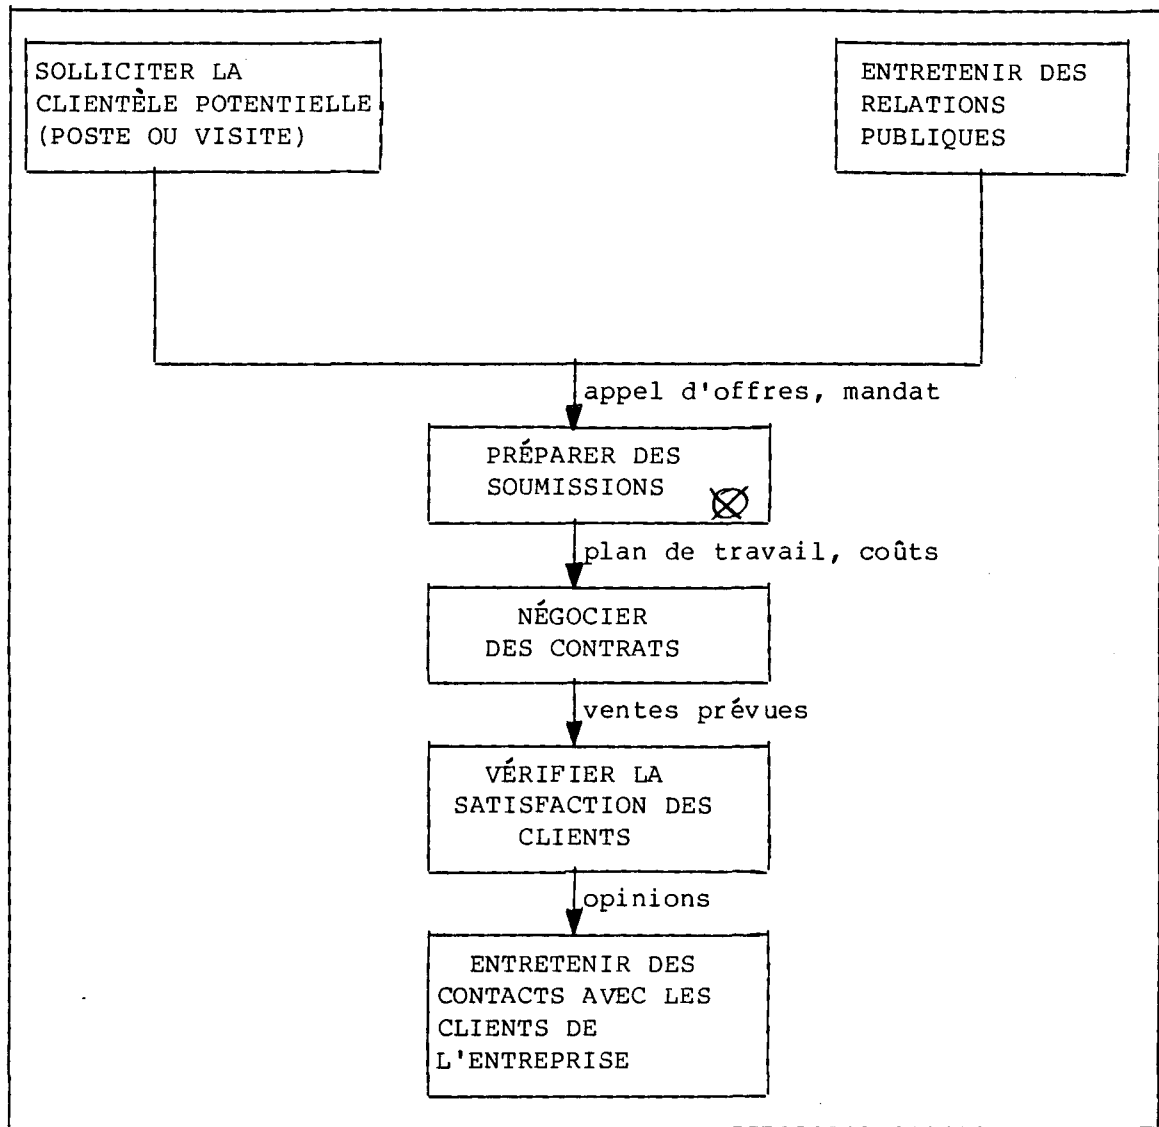 SOLLICITER LA
CLIENTÈLE POTENTIELLE
(POSTE OU VISITE)
ENTRETENIR DES
RELATIONS
PUBLIQUES
appel d'offres, mandat
PRÉPARER DES
SOUMISSIONS
plan de travail, coûts
NÉGOCIER
DES CONTRATS
ventes prévues
VÉRIFIER LA
SATISFACTION DES
CLIENTS
opinions
ENTRETENIR DES
CONTACTS AVEC LES
CLIENTS DE
L'ENTREPRISE